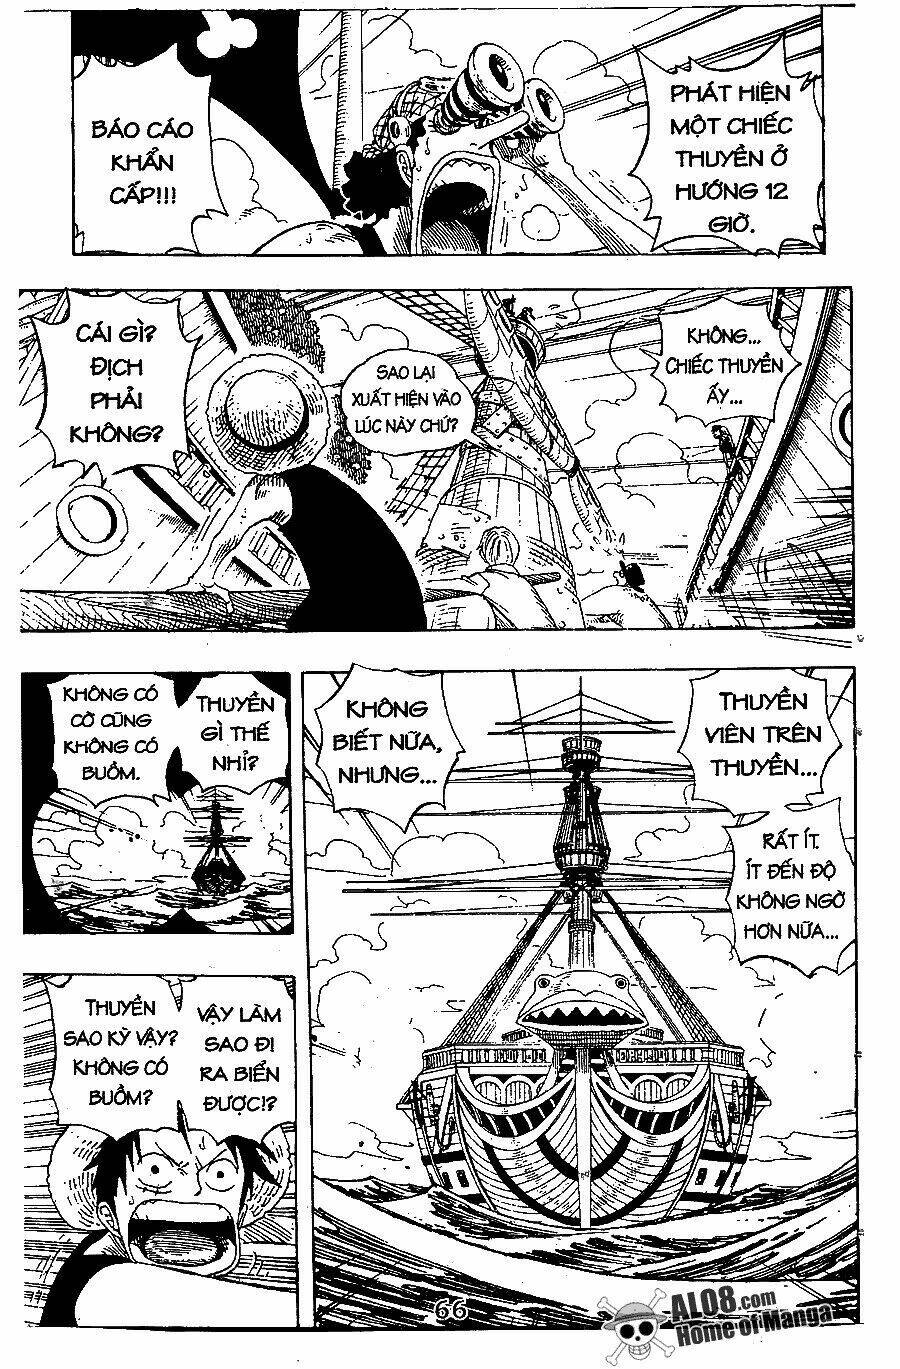 PHÁT HIỆN
MỘT CHIẾC
THUYỀN Ở
HƯỚNG 12
GIỜ.
BÁO CÁO
KHẨN
CẤP!!!
KHÔNG...
CHIẾC THUYỀN
ẤY...
SAO LẠI
XUẤT HIỆN VÀO
LÚC NÀY CHỨ?
CÁI GÌ?
ĐỊCH
PHẢI
KHÔNG?
THUYỀN
VIÊN TRÊN
THUYỀN...
RẤT ÍT.
ÍT ĐẾN ĐỘ
KHÔNG NGỜ
HƠN NỮA...
KHÔNG
BIẾT NỮA,
NHƯNG...
THUYỀN
GÌ THẾ
NHỈ?
KHÔNG CÓ
CỜ CŨNG
KHÔNG CÓ
BUỒM.
VẬY LÀM
SAO ĐI
RA BIỂN
ĐƯỢC!?
THUYỀN
SAO KỲ VẬY?
KHÔNG CÓ
BUỒM?
66
ALO8.com
Home of Manga